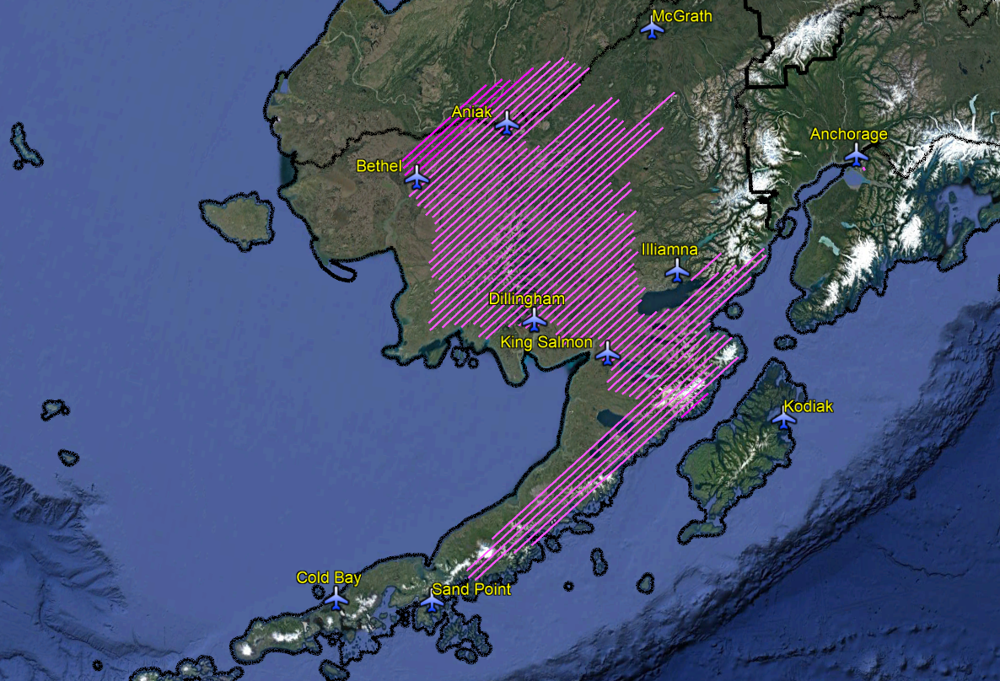 McGrath
Aniak
Anchorage
Bethel
Illiamna
Dillingham
King Salmon
Kodiak
Cold Bay
Sand Point